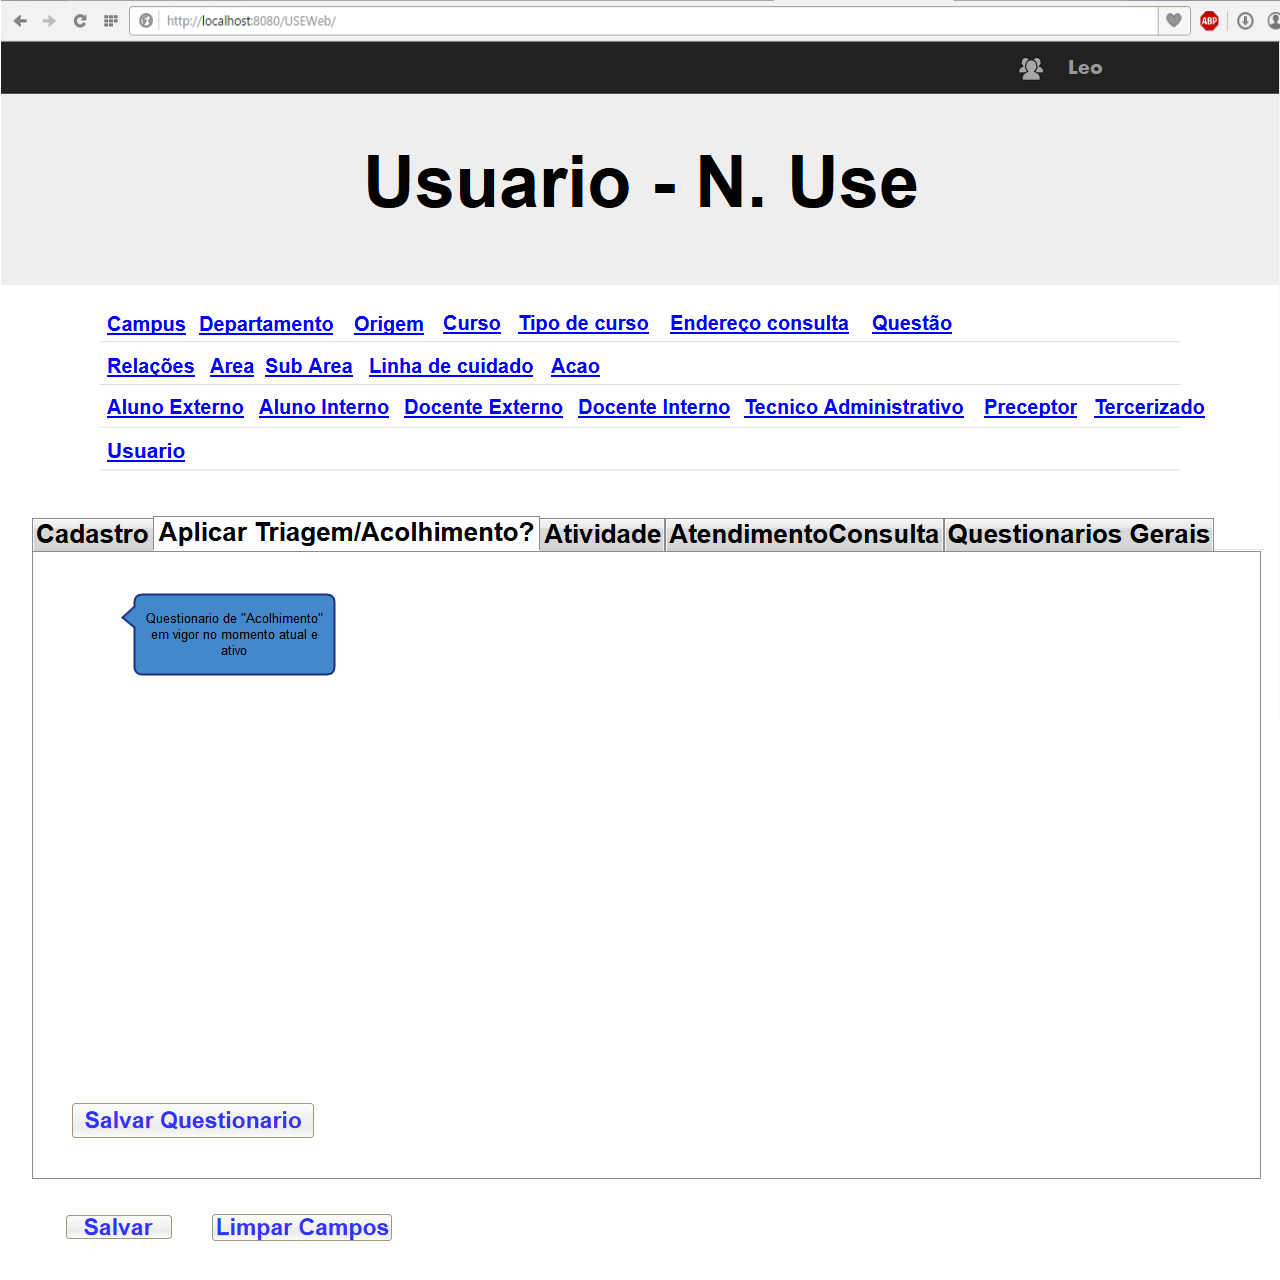 http://localhost:8080/USEWeb/
ABP
Leo
Usuario - N. Use
Campus Departamento Origem Curso Tipo de curso Endereço consulta Questão
Relações Area Sub Area Linha de cuidado Acao
Aluno Externo Aluno Interno Docente Externo Docente Interno Tecnico Administrativo Preceptor Tercerizado
Usuario
Cadastro Aplicar Triagem/Acolhimento? Atividade AtendimentoConsulta Questionarios Gerais
Questionario de "Acolhimento"
em vigor no momento atual e
ativo
Salvar Questionario
Salvar Limpar Campos